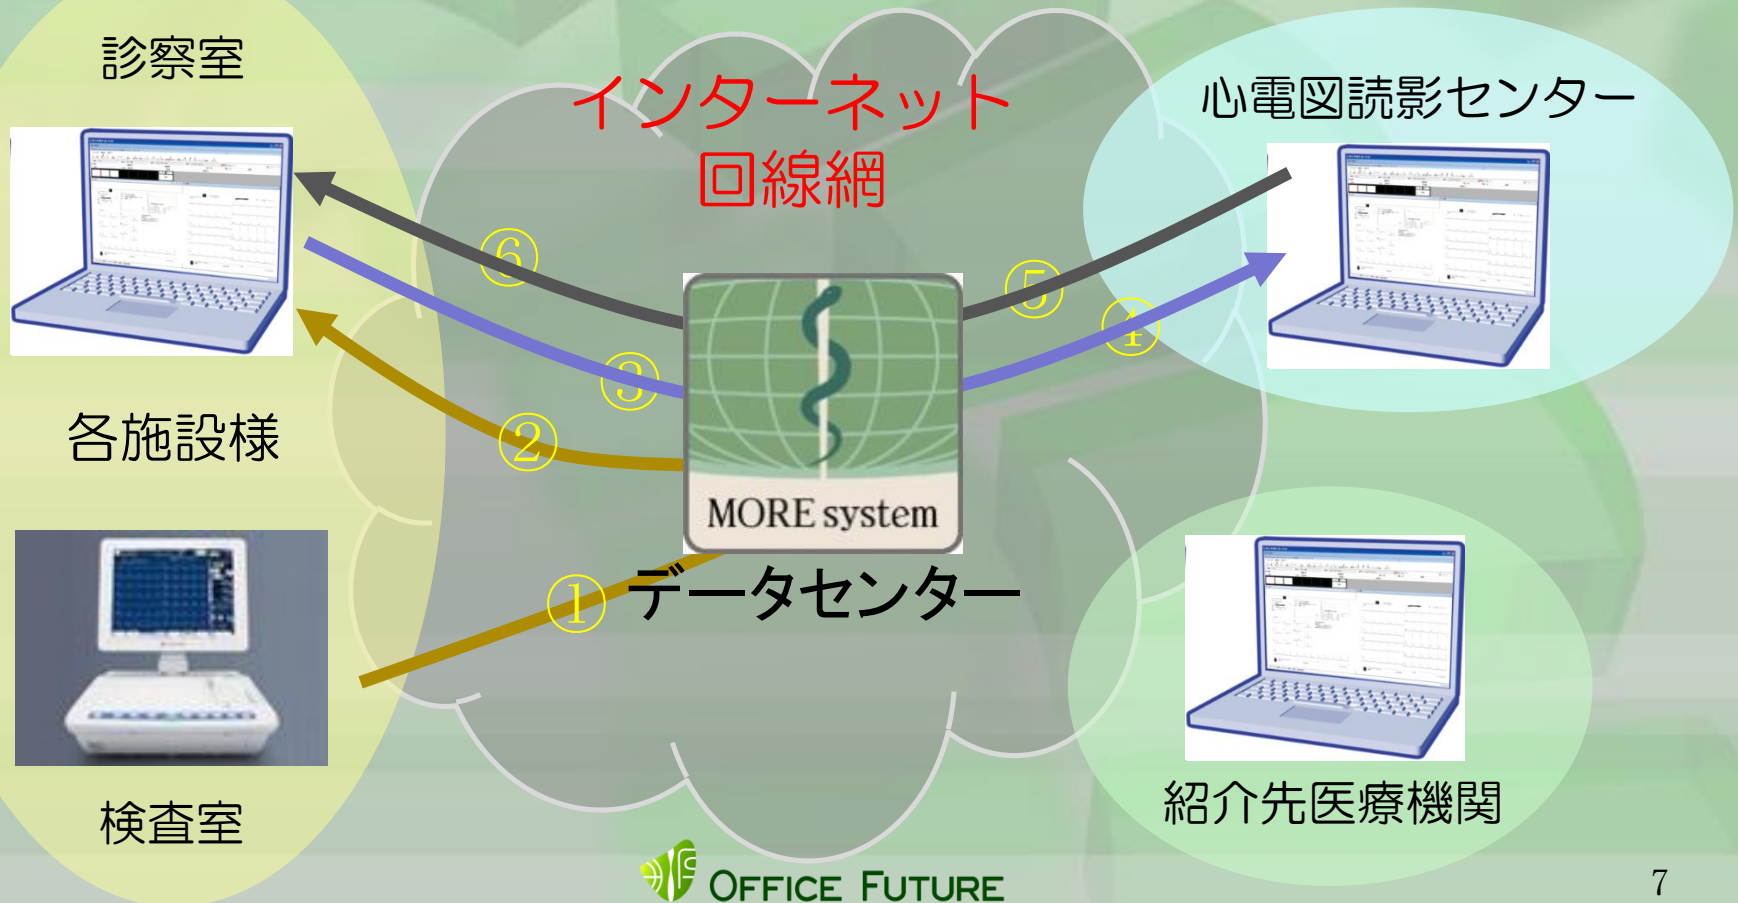 診察室
インターネット
回線網
心電図読影センター
⑥
⑤
④
③
各施設様
②
MORE system
①
データセンター
紹介先医療機関
検査室
OFFICE FUTURE
7